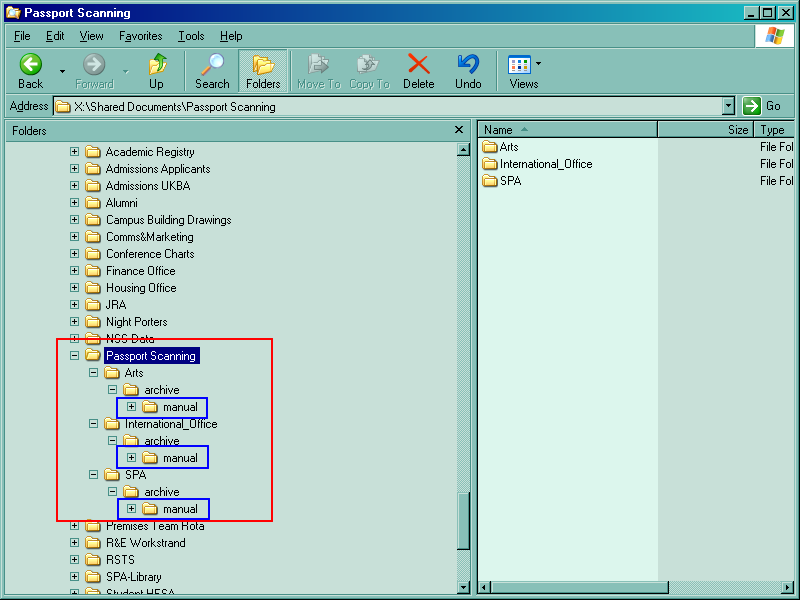 Passport Scanning
File Edit View Favorites Tools Help
Back Forward Up Search Folders Move To Copy To Delete Undo Views
Address X:\Shared Documents\Passport Scanning Go
Folders
Name Size Type
Academic Registry
Admissions Applicants
Admissions UKBA
Alumni
Campus Building Drawings
Comms&Marketing
Conference Charts
Finance Office
Housing Office
JRA
Night Porters
NSS Data
Passport Scanning
Arts
archive
manual
International_Office
archive
manual
SPA
archive
manual
Premises Team Rota
R&E Workstrand
RSTS
SPA-Library
Student HESA
Arts File Fol
International_Office File Fol
SPA File Fol